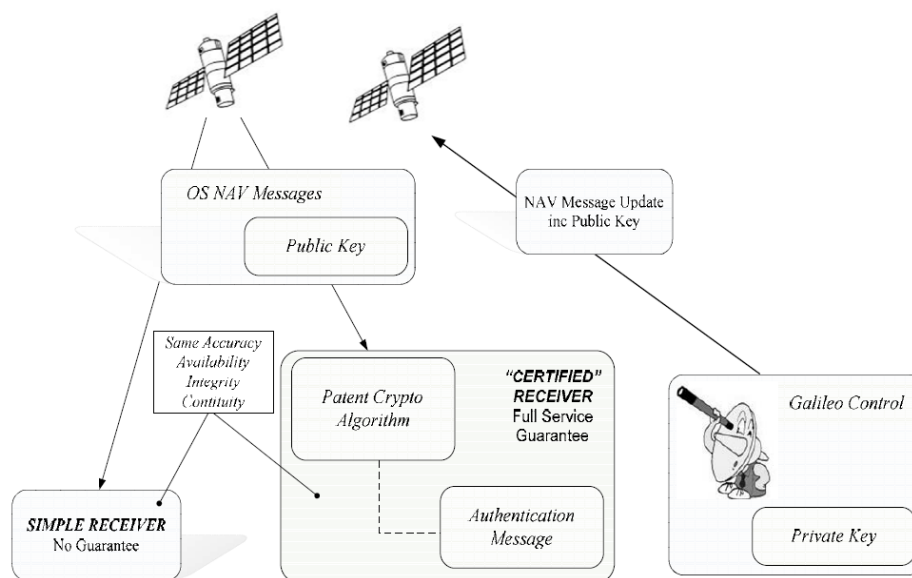 OS NAV Messages
Public Key
NAV Message Update
inc Public Key
Same Accuracy
Availability
Integrity
Contituity
Patent Crypto
Algorithm
“CERTIFIED”
RECEIVER
Full Service
Guarantee
Authentication
Message
SIMPLE RECEIVER
No Guarantee
Galileo Control
Private Key